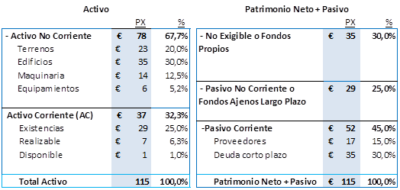 Activo
PX %
- Activo No Corriente € 78 67,7%
Terrenos € 23 20,0%
Edificios € 35 30,0%
Maquinaria € 14 12,5%
Equipamientos € 6 5,2%
Activo Corriente (AC) € 37 32,3%
Existencias € 29 25,0%
Realizable € 7 6,3%
Disponible € 1 1,0%
Total Activo 115 100,0%
Patrimonio Neto + Pasivo
PX %
- No Exigible o Fondos € 35 30,0%
Propios
- Pasivo No Corriente o € 29 25,0%
Fondos Ajenos Largo Plazo
-Pasivo Corriente € 52 45,0%
Proveedores € 17 15,0%
Deuda corto plazo € 35 30,0%
Patrimonio Neto + Pasivo € 115 100,0%